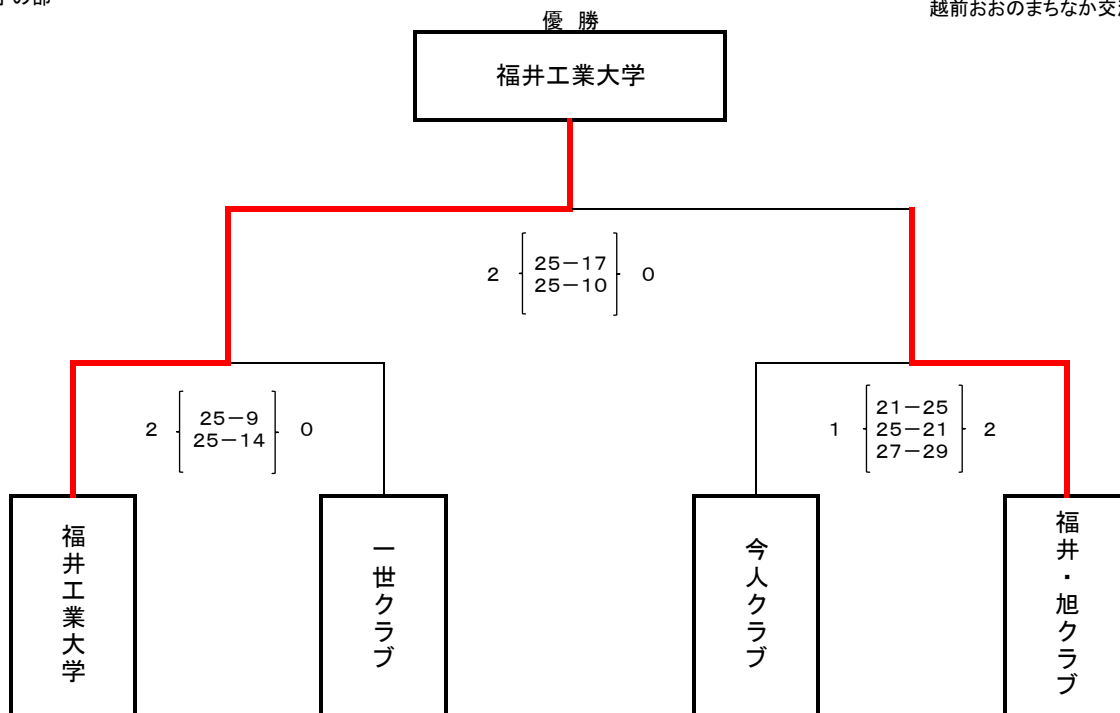 の部
越前おおのまちなか交
優 勝
福井工業大学
2 25-17 0
25-10
2 25-9 0
25-14
1 21-25 2
25-21
27-29
福井工業大学
一世クラブ
今人クラブ
福井・旭クラブ